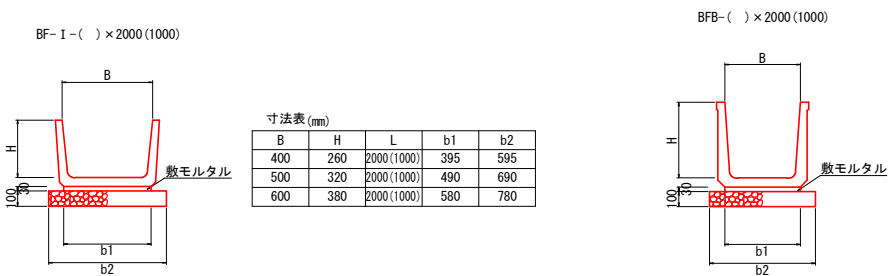 BF-Ⅰ-( )×2000(1000)
B
H
敷モルタル
30
100
b1
b2
寸法表(mm)
B H L b1 b2
400 260 2000(1000) 395 595
500 320 2000(1000) 490 690
600 380 2000(1000) 580 780
BFB-( )×2000(1000)
B
H
敷モルタル
30
100
b1
b2